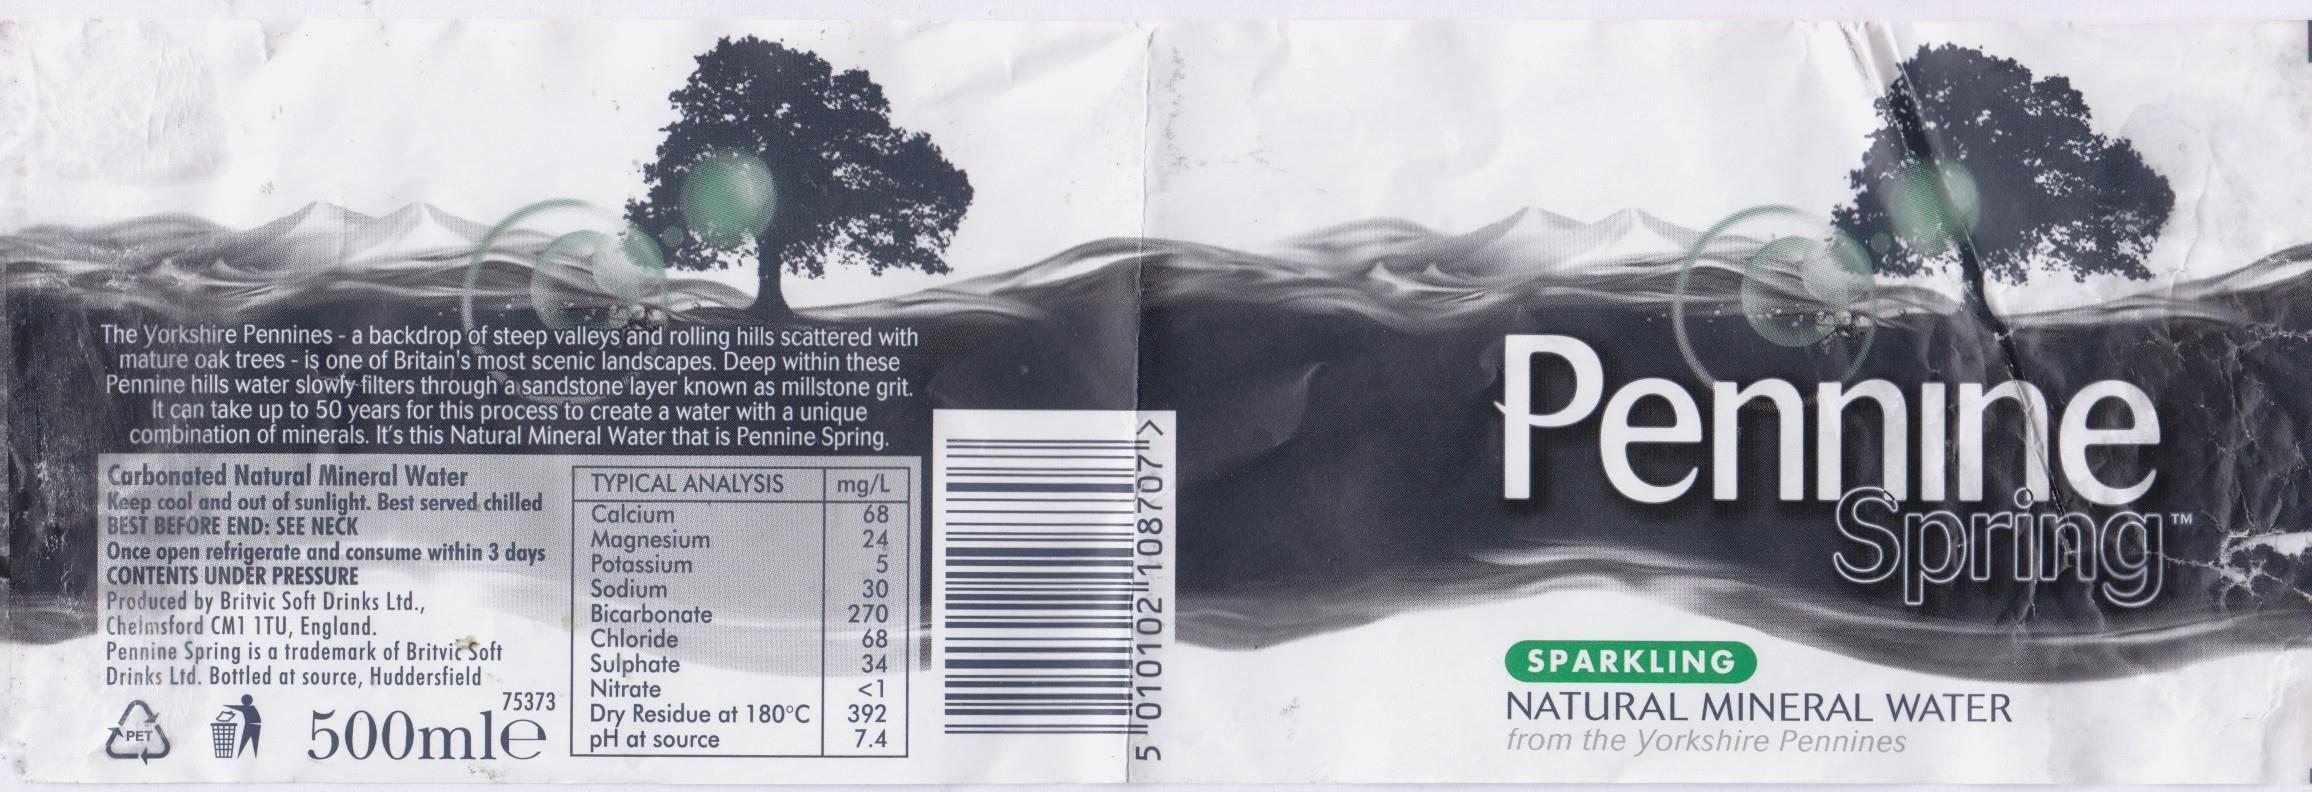 The Yorkshire Pennines - a backdrop of steep valleys and rolling hills scattered with
mature oak trees - is one of Britain's most scenic landscapes. Deep within these
Pennine hills water slowly filters through a sandstone layer known as millstone grit.
It can take up to 50 years for this process to create a water with a unique
combination of minerals. It's this Natural Mineral Water that is Pennine Spring.
Carbonated Natural Mineral Water
Keep cool and out of sunlight. Best served chilled
BEST BEFORE END: SEE NECK
Once open refrigerate and consume within 3 days
CONTENTS UNDER PRESSURE
Produced by Britvic Soft Drinks Ltd.,
Chelmsford CM1 1TU, England.
Pennine Spring is a trademark of Britvic Soft
Drinks Ltd. Bottled at source, Huddersfield
75373
PET
500ml℮
TYPICAL ANALYSIS mg/L
Calcium 68
Magnesium 24
Potassium 5
Sodium 30
Bicarbonate 270
Chloride 68
Sulphate 34
Nitrate <1
Dry Residue at 180°C 392
pH at source 7.4
5 010102 108707 >
Pennine
Spring™
SPARKLING
NATURAL MINERAL WATER
from the Yorkshire Pennines